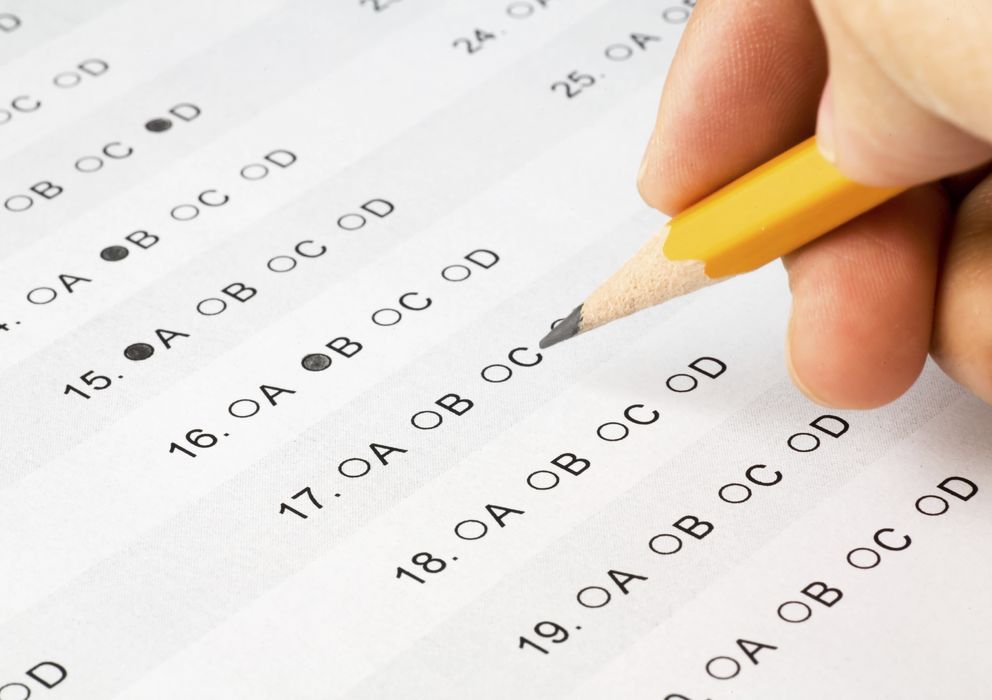 D
C D
B C D
A B C D
15. A B C D
16. A B C D
17. A B C
18. A B C D
19. A B C D
A B C D
D
24.
25. A